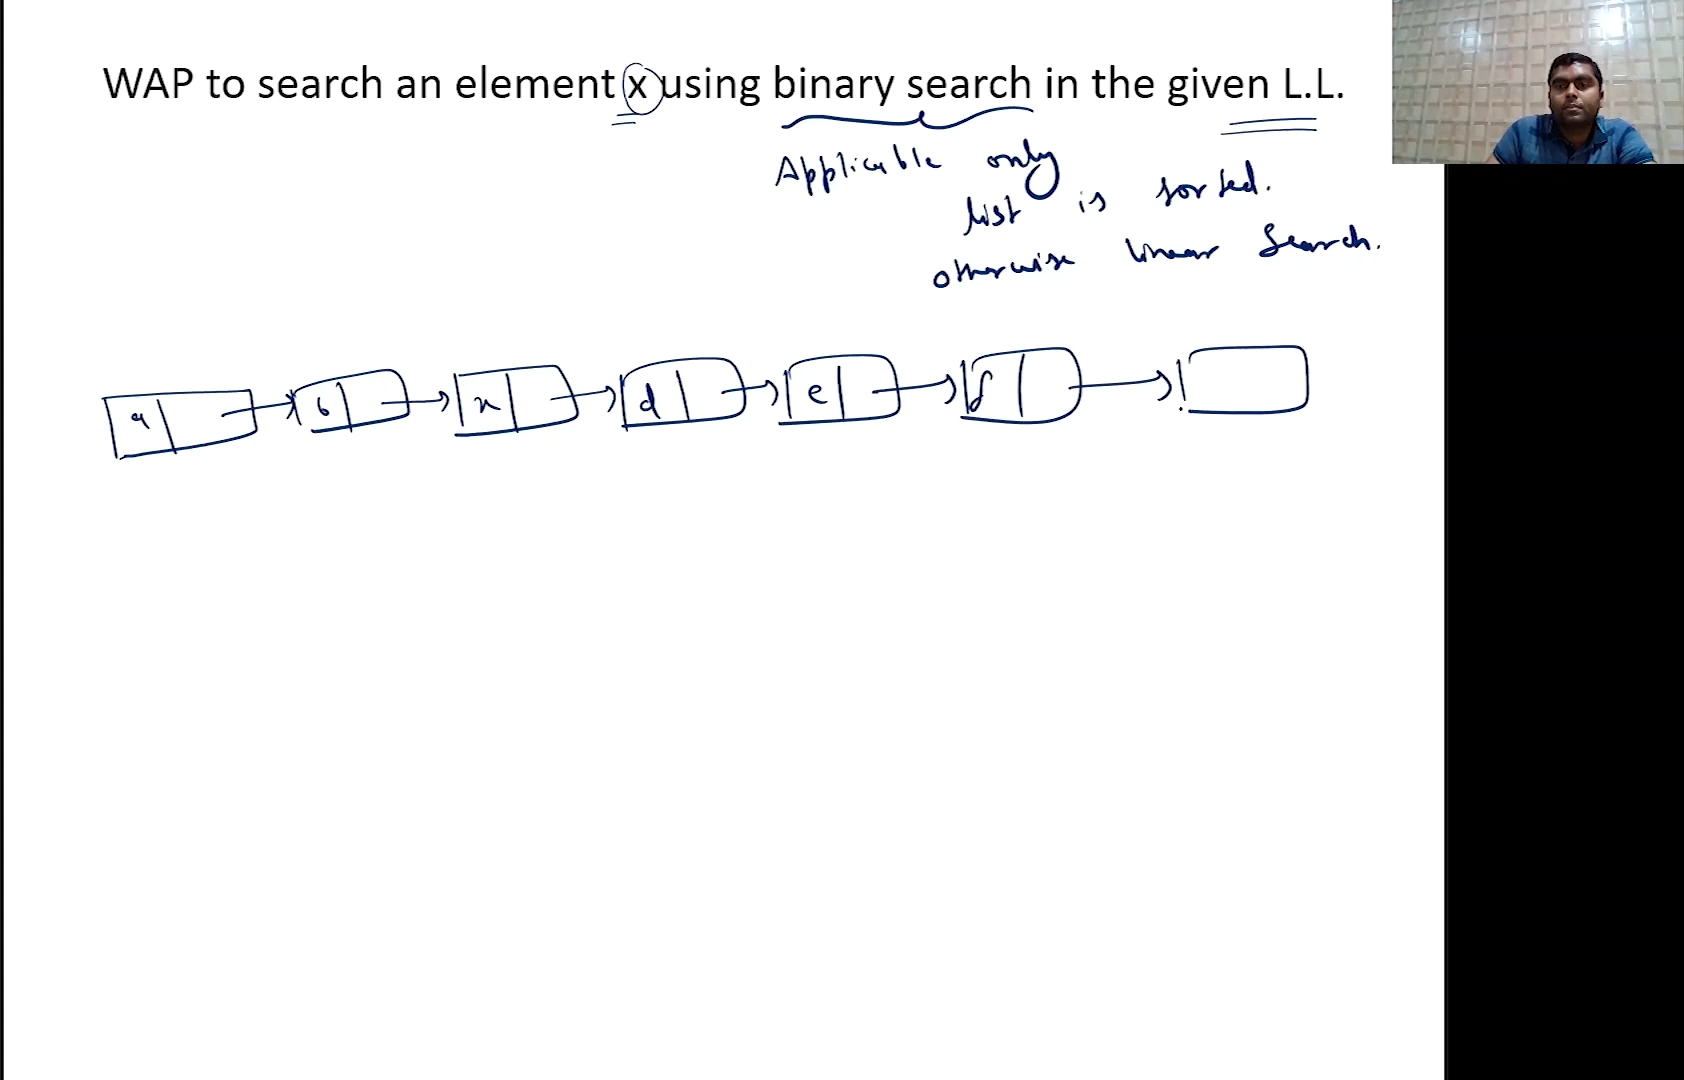 WAP to search an element x using binary search in the given L.L.
Applicable only
list is sorted.
otherwise linear Search.
a b x d e f